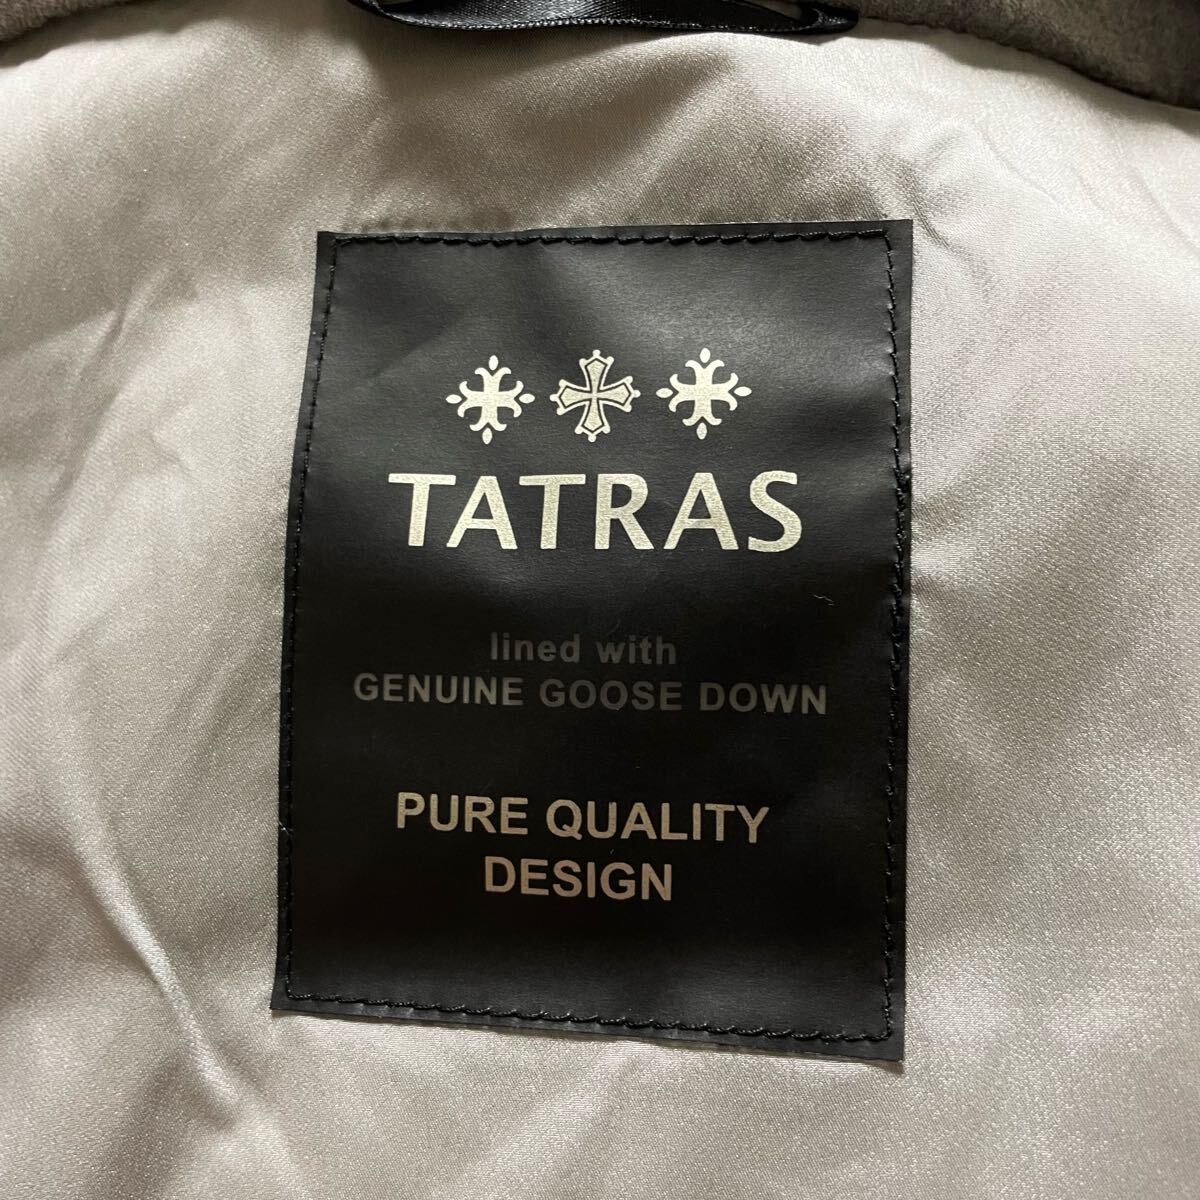 TATRAS
lined with
GENUINE GOOSE DOWN
PURE QUALITY
DESIGN